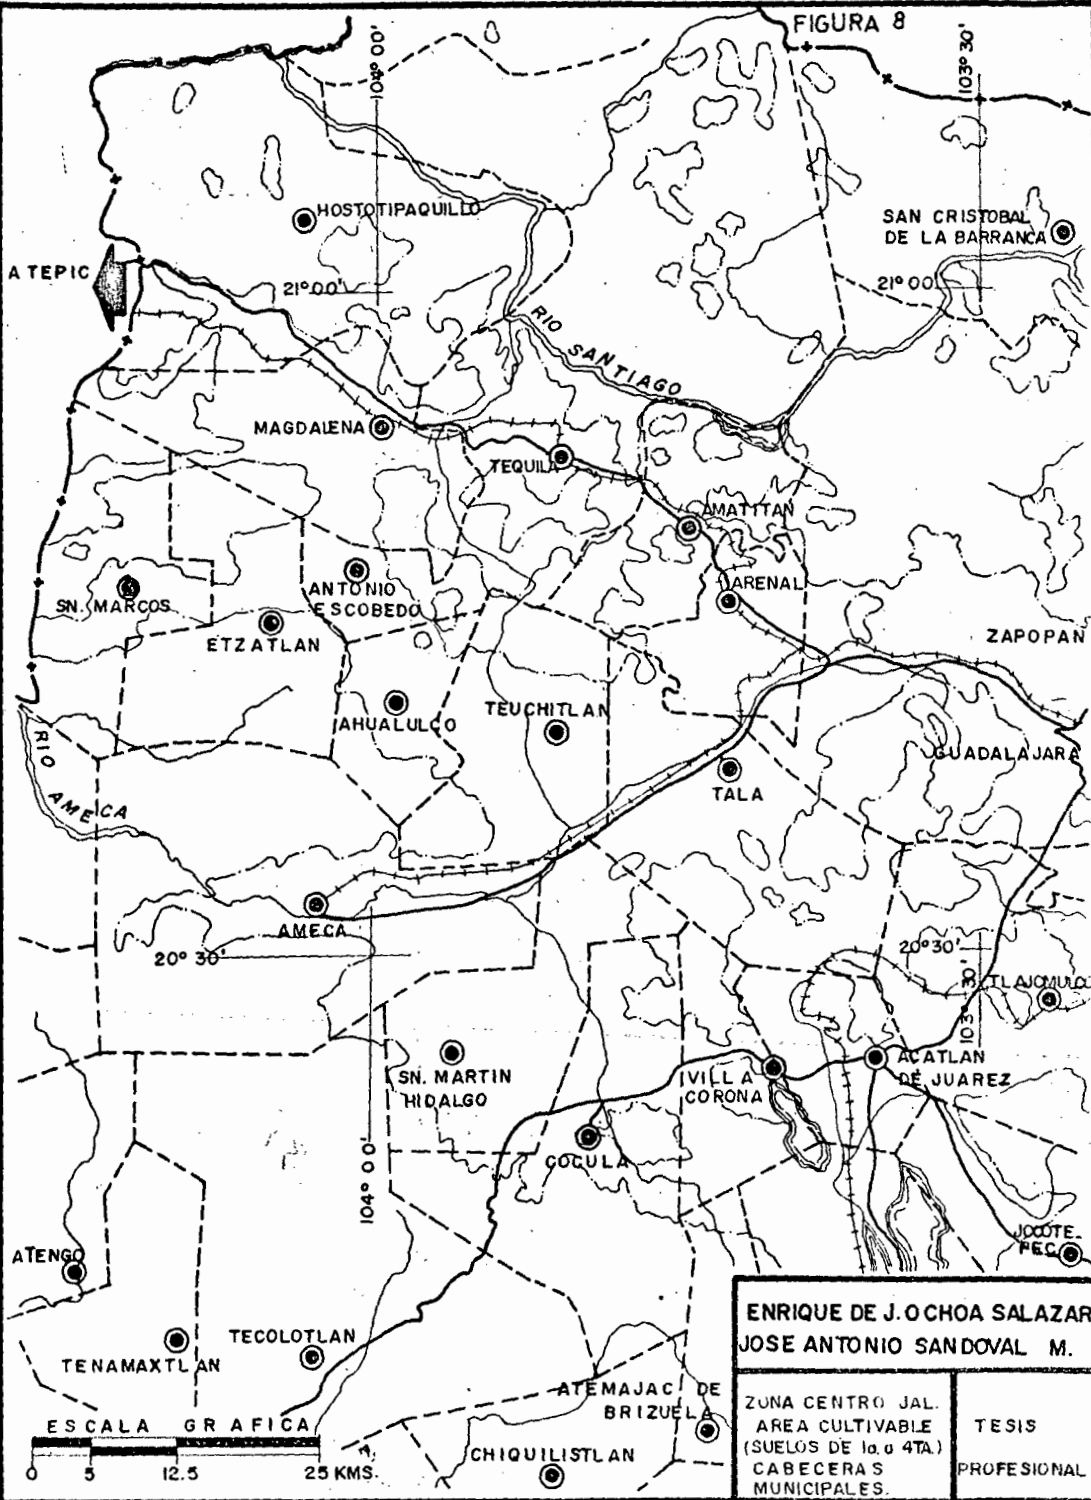 FIGURA 8
104° 00'
103° 30'
HOSTOTIPAQUILLO
SAN CRISTOBAL
DE LA BARRANCA
A TEPIC
21° 00'
21° 00'
RIO SANTIAGO
MAGDALENA
TEQUILA
AMATITAN
ANTONIO
ESCOBEDO
ARENAL
SN. MARCOS
ETZATLAN
ZAPOPAN
AHUALULCO
TEUCHITLAN
RIO AMECA
GUADALAJARA
TALA
AMECA
20° 30'
20° 30'
103° 30'
TLAJOMULCO
SN. MARTIN
HIDALGO
VILLA
CORONA
ACATLAN
DE JUAREZ
COCULA
104° 00'
ATENGO
JOCOTE-
PEC
TENAMAXTLAN
TECOLOTLAN
ATEMAJAC DE
BRIZUELA
CHIQUILISTLAN
ESCALA GRAFICA
0 5 12.5 25 KMS.
ENRIQUE DE J. OCHOA SALAZAR
JOSE ANTONIO SANDOVAL M.
ZONA CENTRO JAL.
AREA CULTIVABLE
(SUELOS DE 1a. a 4TA.)
CABECERAS
MUNICIPALES.
TESIS
PROFESIONAL